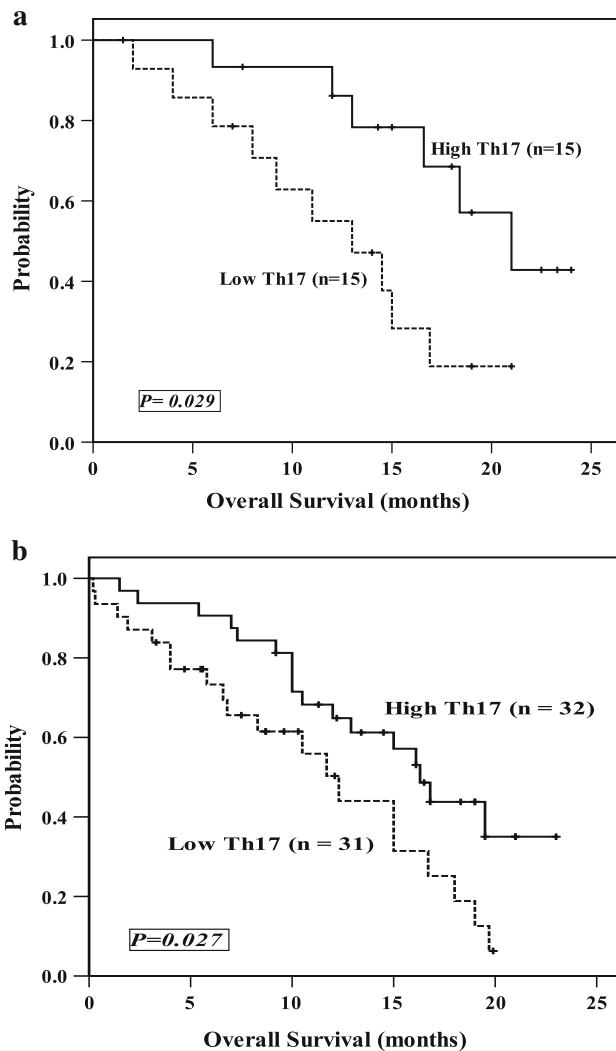 a
1.0
0.8
0.6
0.4
0.2
0.0
Probability
High Th17 (n=15)
Low Th17 (n=15)
P= 0.029
0 5 10 15 20 25
Overall Survival (months)
b
1.0
0.8
0.6
0.4
0.2
0.0
Probability
High Th17 (n = 32)
Low Th17 (n = 31)
P=0.027
0 5 10 15 20 25
Overall Survival (months)